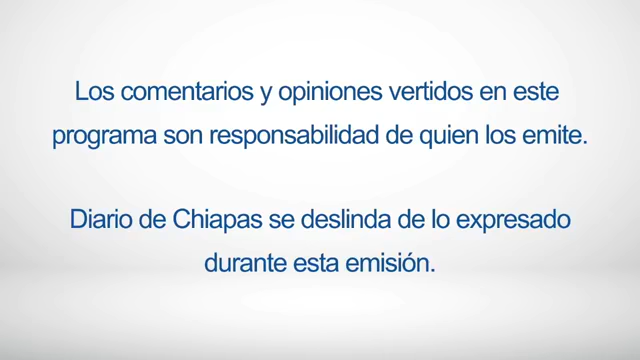 Los comentarios y opiniones vertidos en este
programa son responsabilidad de quien los emite.
Diario de Chiapas se deslinda de lo expresado
durante esta emisión.